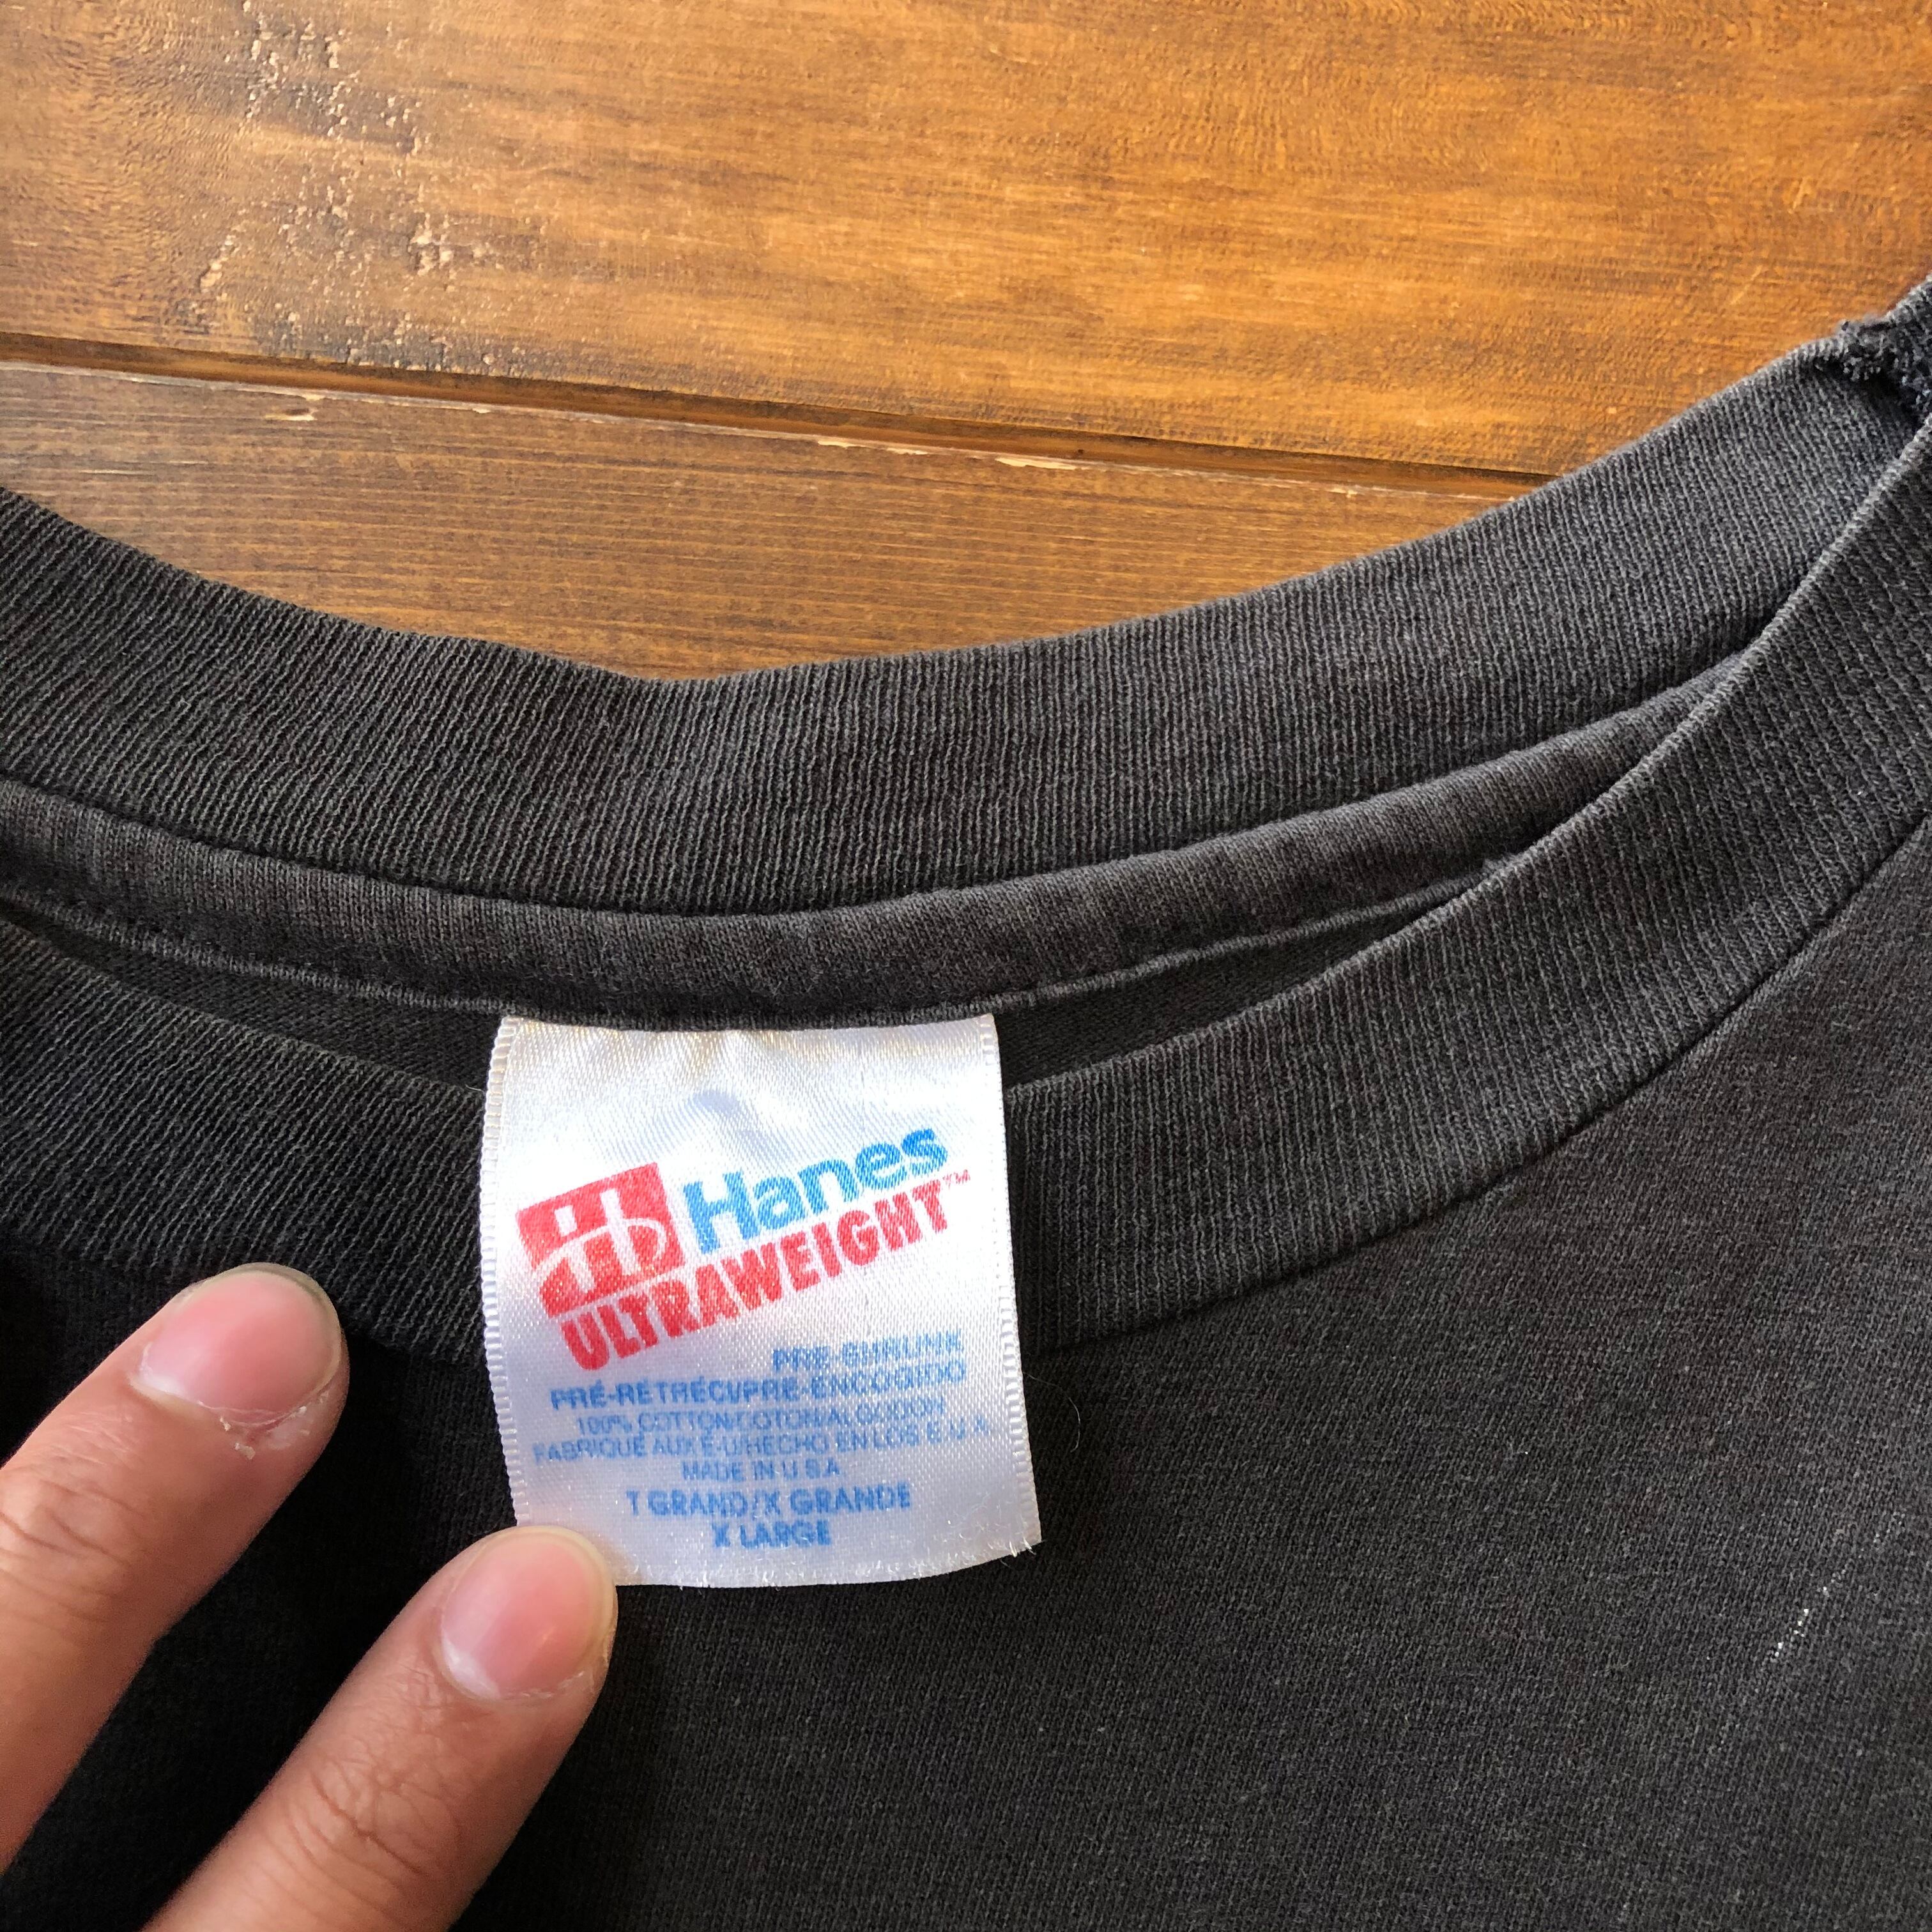 Hanes
ULTRAWEIGHT™
PRE-SHRUNK
PRÉ-RÉTRÉCI/PRE-ENCOGIDO
100% COTTON/COTON/ALGODON
FABRIQUÉ AUX É-U/HECHO EN LOS E.U.A.
MADE IN U.S.A.
T GRAND/X GRANDE
X LARGE